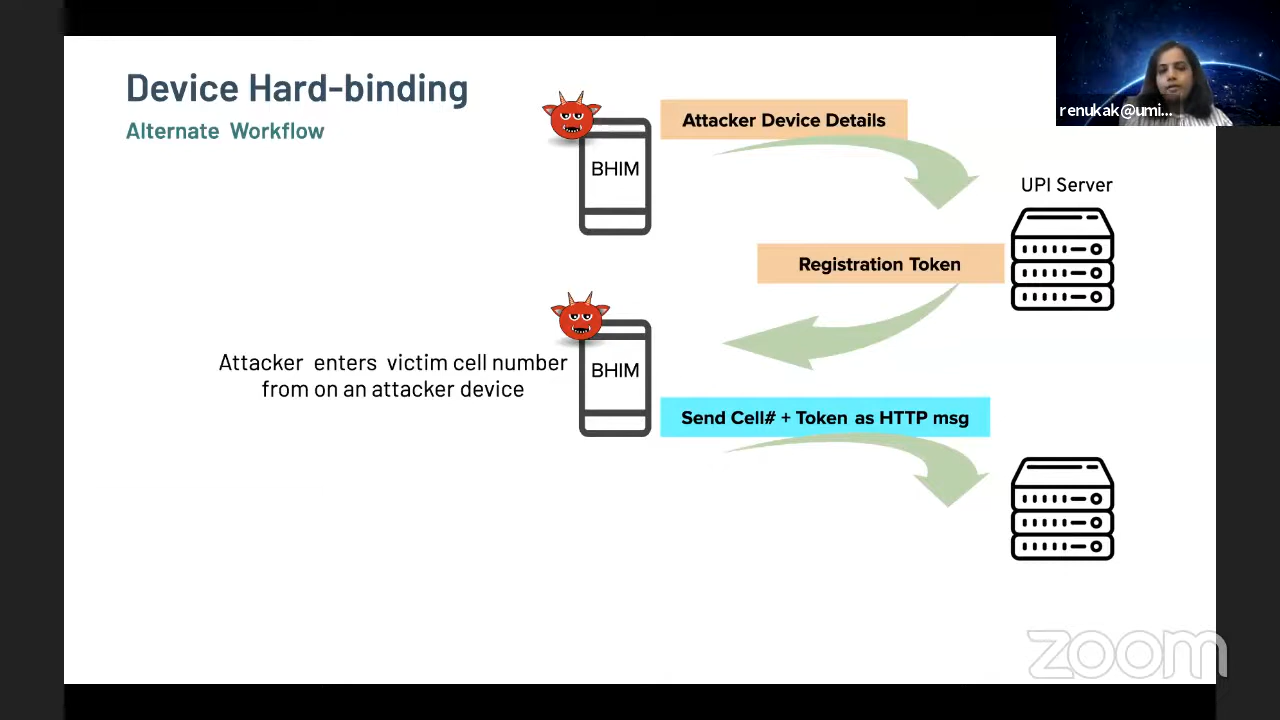 Device Hard-binding
Alternate Workflow
BHIM
Attacker Device Details
renukak@umi...
UPI Server
Registration Token
Attacker enters victim cell number
from on an attacker device
BHIM
Send Cell# + Token as HTTP msg
zoom